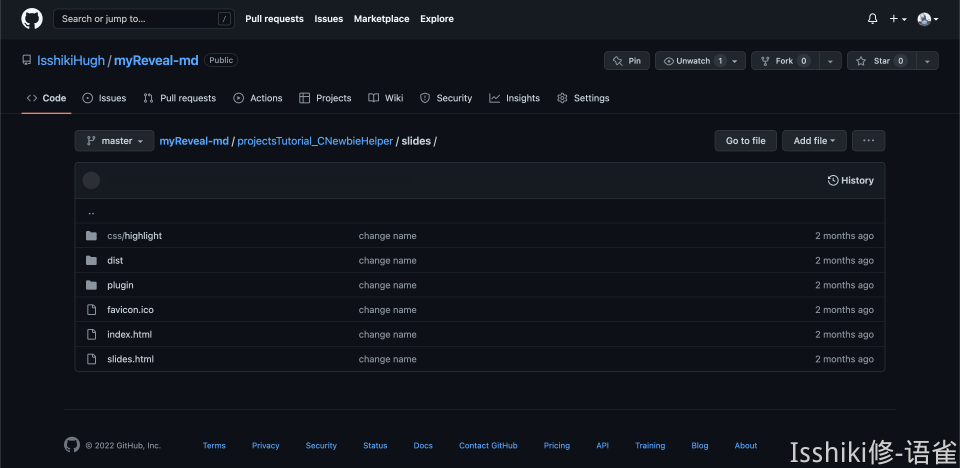 Search or jump to... /
Pull requests Issues Marketplace Explore
IsshikiHugh / myReveal-md Public
Pin Unwatch 1 Fork 0 Star 0
Code Issues Pull requests Actions Projects Wiki Security Insights Settings
master myReveal-md / projectsTutorial_CNewbieHelper / slides /
Go to file Add file ...
History
..
css/highlight change name 2 months ago
dist change name 2 months ago
plugin change name 2 months ago
favicon.ico change name 2 months ago
index.html change name 2 months ago
slides.html change name 2 months ago
© 2022 GitHub, Inc. Terms Privacy Security Status Docs Contact GitHub Pricing API Training Blog About
Isshiki修-语雀